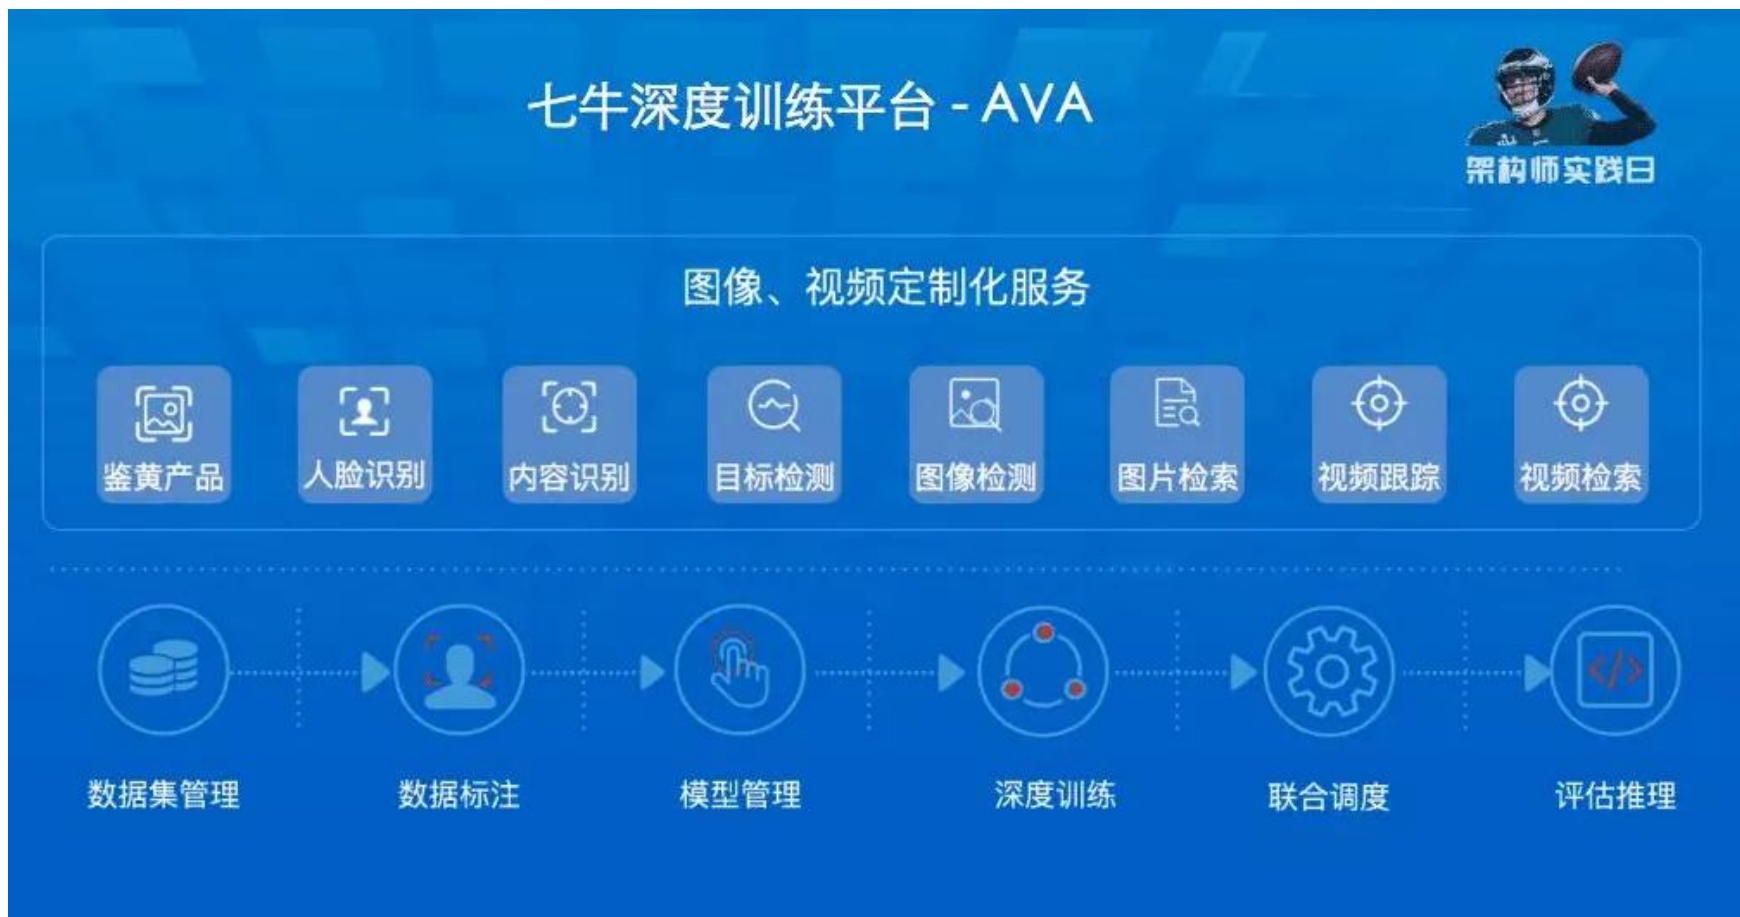 七牛深度训练平台 - AVA
架构师实践日
图像、视频定制化服务
鉴黄产品
人脸识别
内容识别
目标检测
图像检测
图片检索
视频跟踪
视频检索
数据集管理
数据标注
模型管理
深度训练
联合调度
评估推理